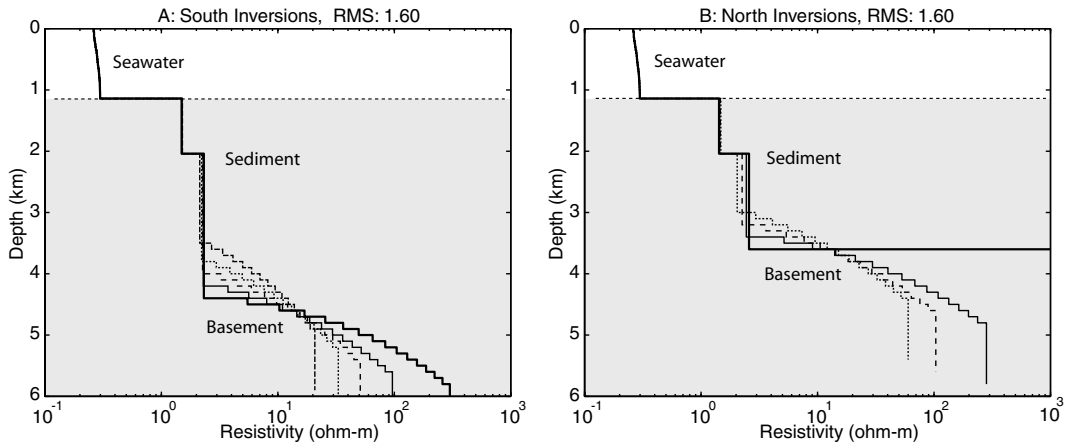 A: South Inversions, RMS: 1.60
0
1
2
3
4
5
6
Depth (km)
Seawater
Sediment
Basement
10-1
100
101
102
103
Resistivity (ohm-m)
B: North Inversions, RMS: 1.60
0
1
2
3
4
5
6
Depth (km)
Seawater
Sediment
Basement
10-1
100
101
102
103
Resistivity (ohm-m)